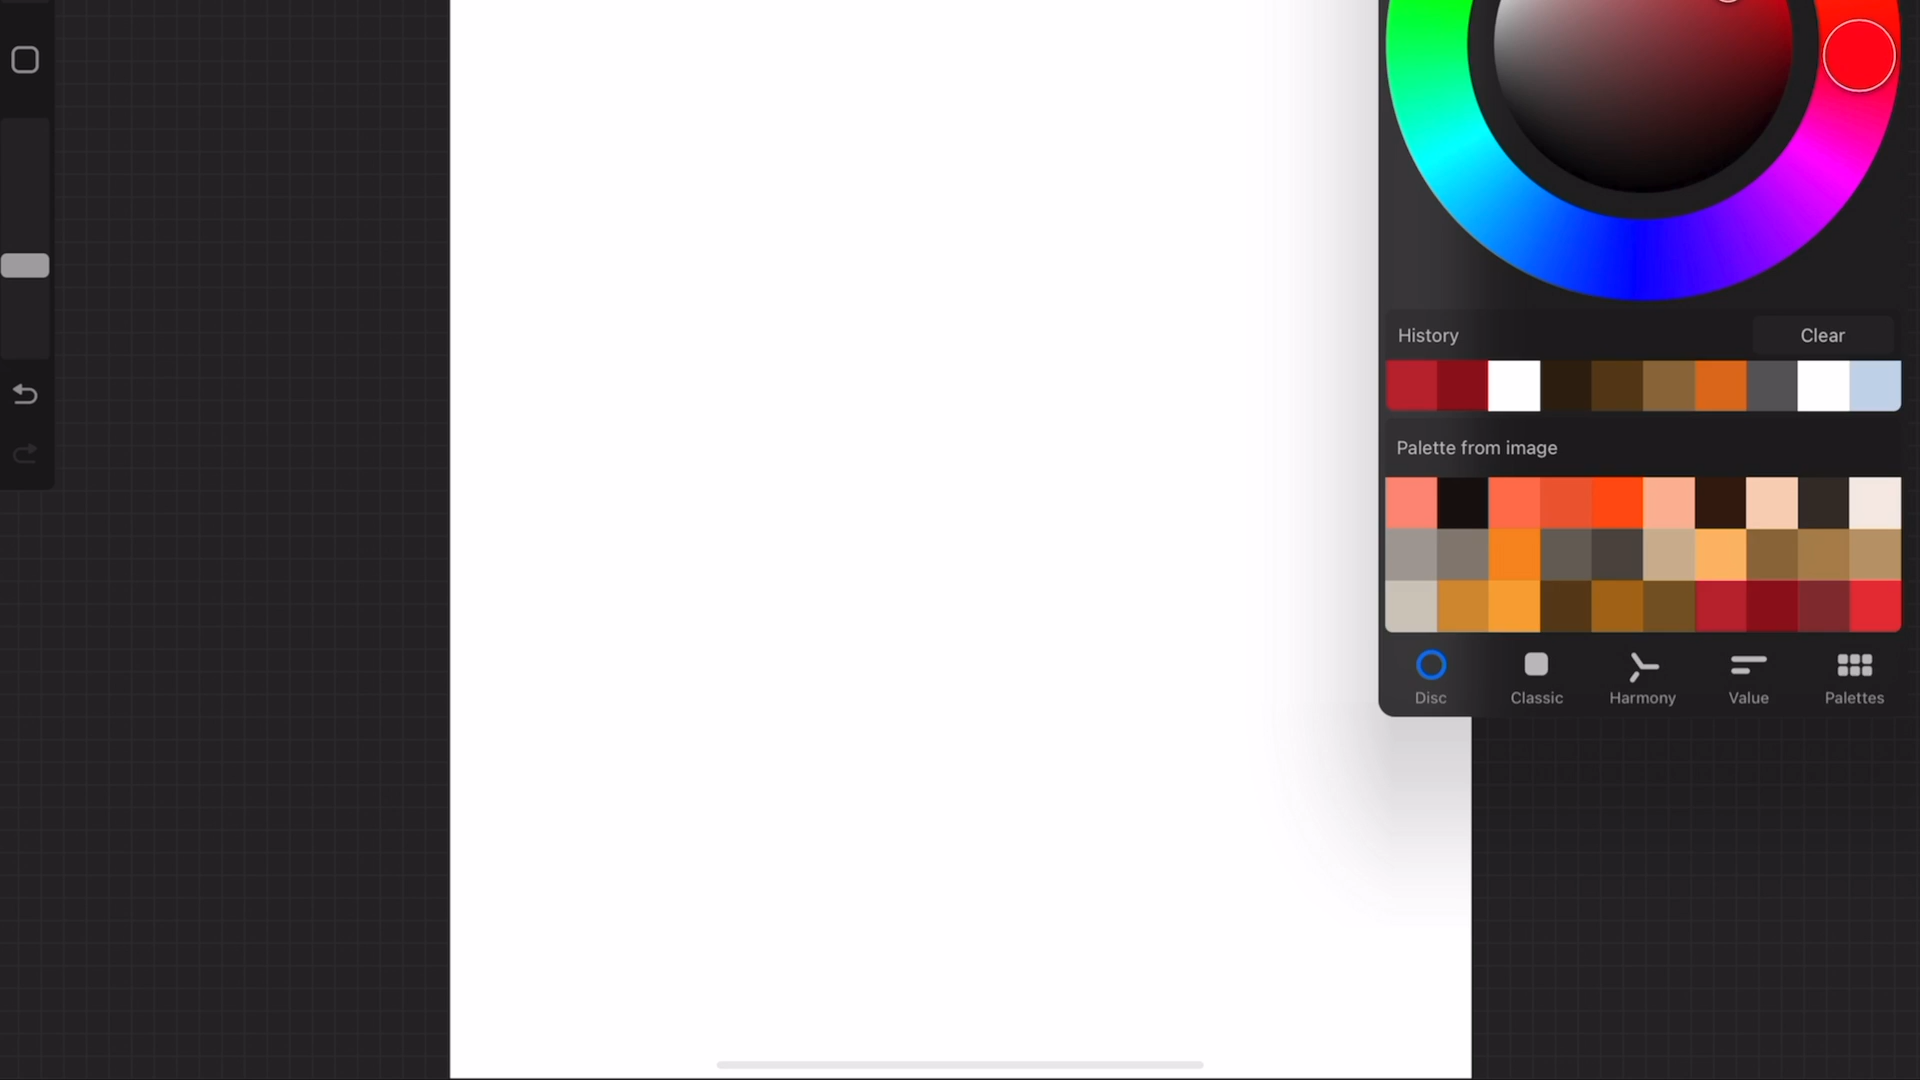 History
Clear
Palette from image
Disc
Classic
Harmony
Value
Palettes